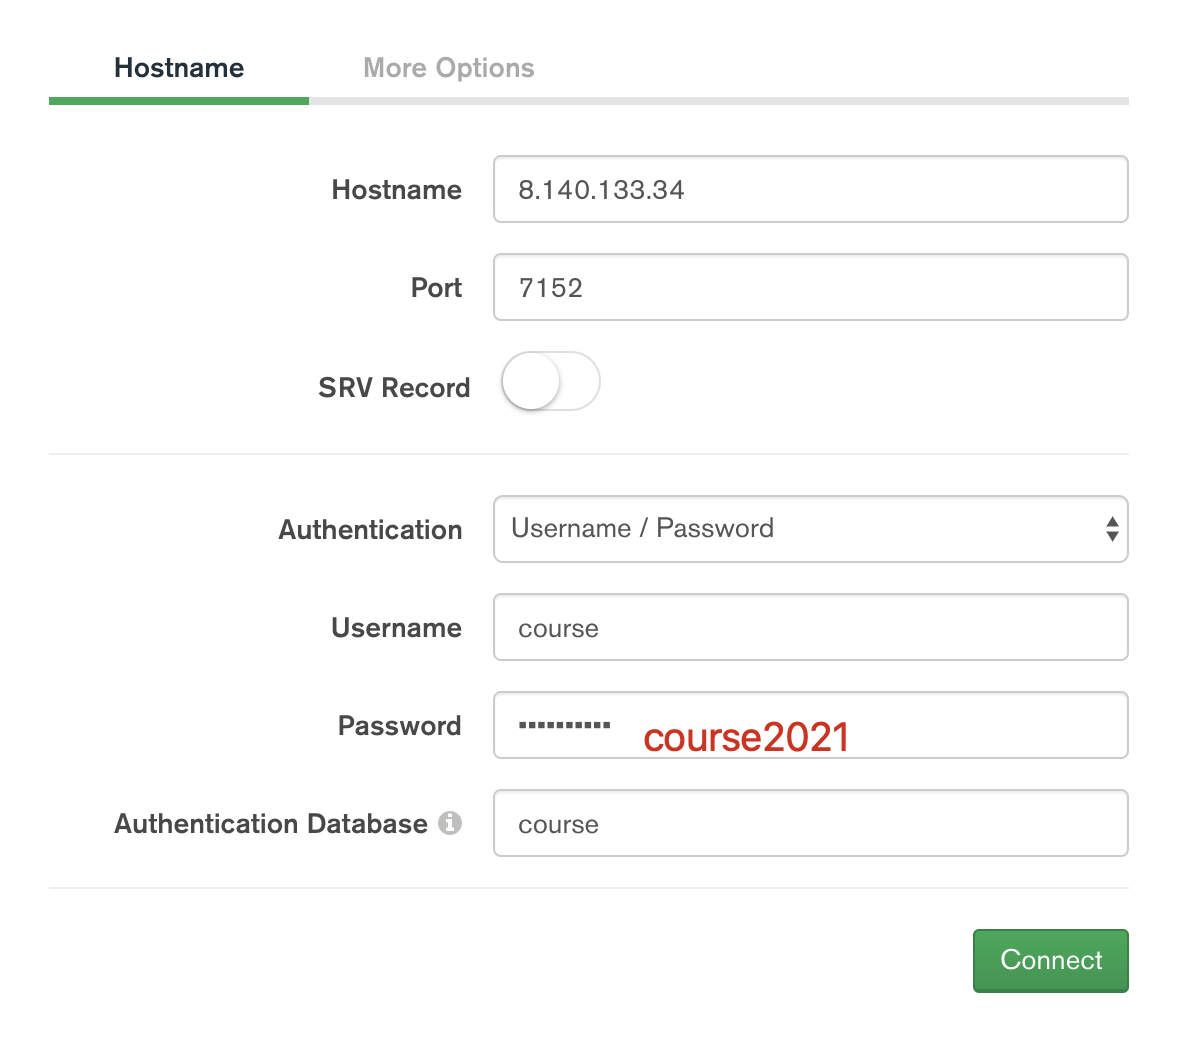 Hostname More Options
Hostname 8.140.133.34
Port 7152
SRV Record
Authentication Username / Password
Username course
Password ▪▪▪▪▪▪▪▪▪▪ course2021
Authentication Database i course
Connect